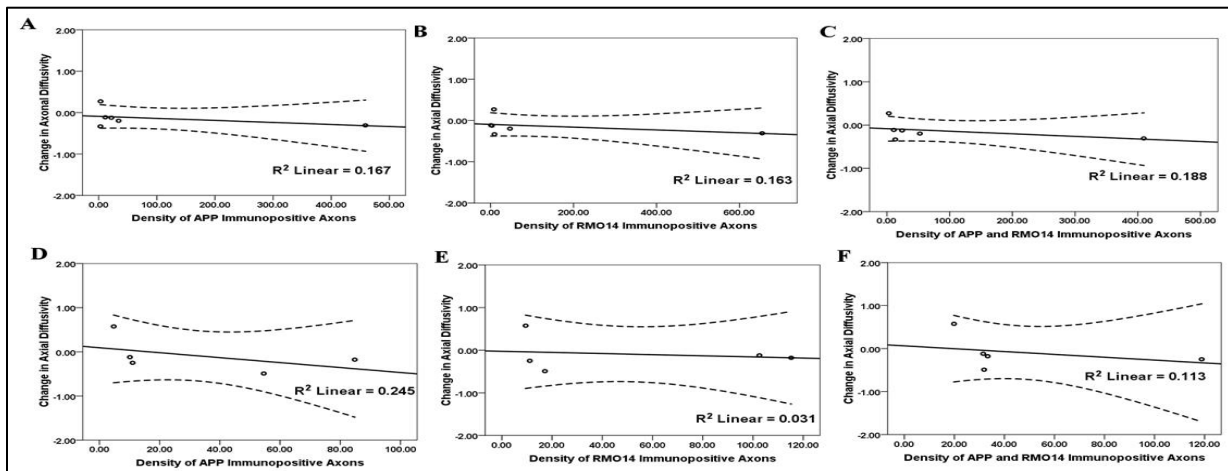 A
Change in Axonal Diffusivity
2.00
1.00
0.00
-1.00
-2.00
R² Linear = 0.167
0.00 100.00 200.00 300.00 400.00 500.00
Density of APP Immunopositive Axons
B
Change in Axial Diffusivity
2.00
1.00
0.00
-1.00
-2.00
R² Linear = 0.163
0.00 200.00 400.00 600.00
Density of RMO14 Immunopositive Axons
C
Change in Axial Diffusivity
2.00
1.00
0.00
-1.00
-2.00
R² Linear = 0.188
0.00 100.00 200.00 300.00 400.00 500.00
Density of APP and RMO14 Immunopositive Axons
D
Change in Axial Diffusivity
2.00
1.00
0.00
-1.00
-2.00
R² Linear = 0.245
0.00 20.00 40.00 60.00 80.00 100.00
Density of APP Immunopositive Axons
E
Change in Axial Diffusivity
2.00
1.00
0.00
-1.00
-2.00
R² Linear = 0.031
0.00 20.00 40.00 60.00 80.00 100.00 120.00
Density of RMO14 Immunopositive Axons
F
Change in Axial Diffusivity
2.00
1.00
0.00
-1.00
-2.00
R² Linear = 0.113
0.00 20.00 40.00 60.00 80.00 100.00 120.00
Density of APP and RMO14 Immunopositive Axons